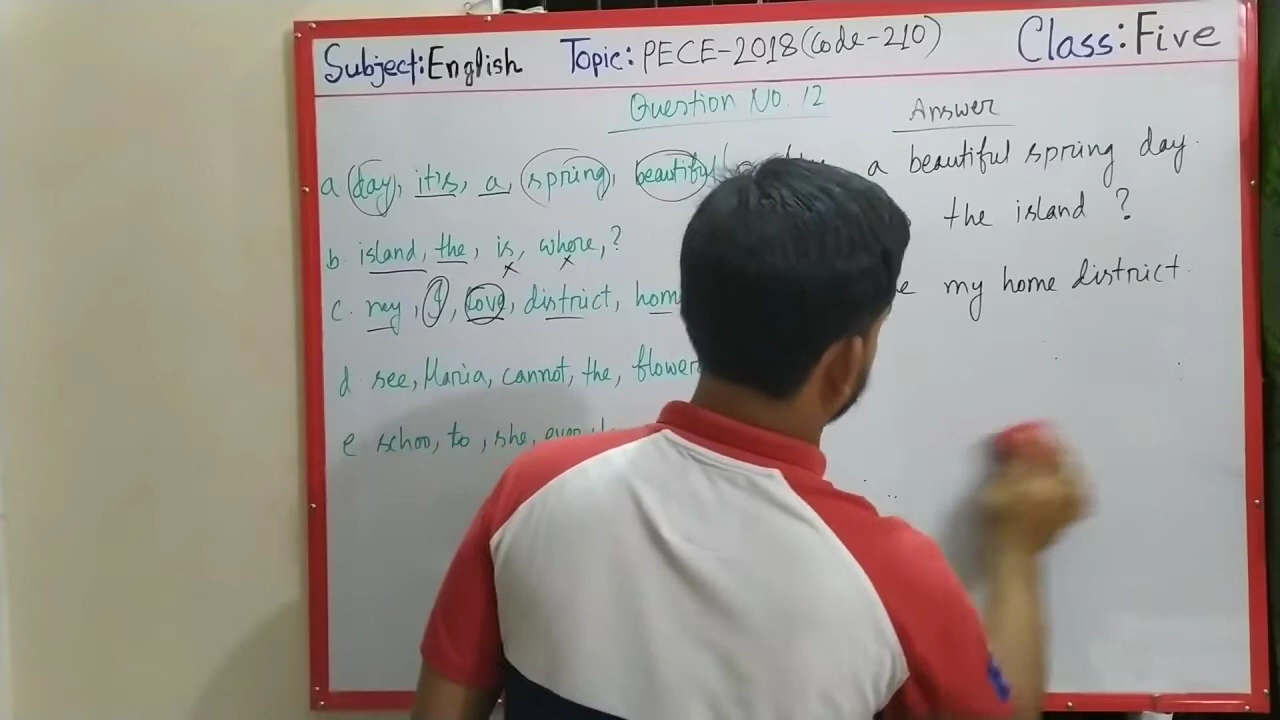 Subject: English Topic: PECE-2018 (Code-210) Class: Five
Question No. 12 Answer
a day, it's, a, spring, beautiful a beautiful spring day.
b island, the, is, where, ? the island ?
c. my, I, love, district, hom my home district.
d see, Maria, cannot, the, flower
e schoo, to, she,